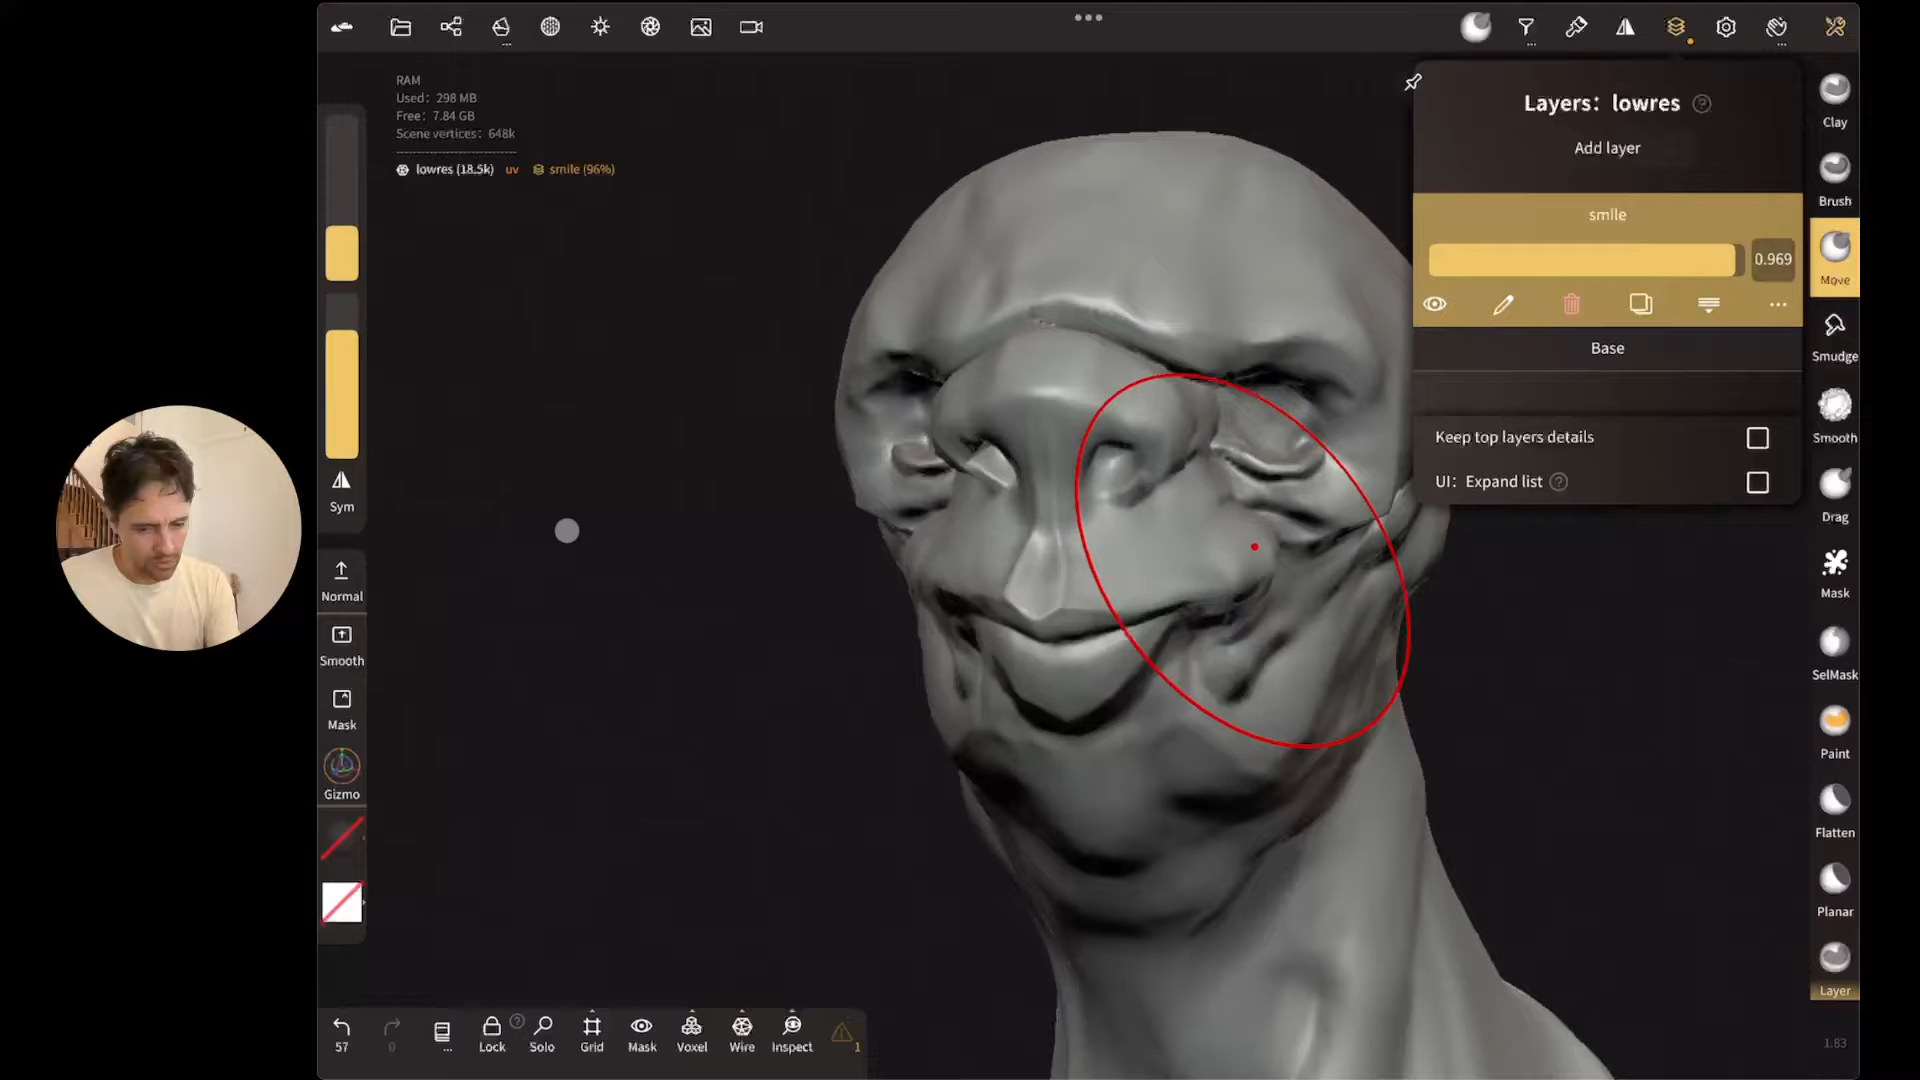 RAM
Used: 298 MB
Free: 7.84 GB
Scene vertices: 648k
lowres (18.5k) uv smile (96%)
Sym
Normal
Smooth
Mask
Gizmo
57
0
Lock
Solo
Grid
Mask
Voxel
Wire
Inspect
1
Layers: lowres
Add layer
smile
0.969
Base
Keep top layers details
UI: Expand list
Clay
Brush
Move
Smudge
Smooth
Drag
Mask
SelMask
Paint
Flatten
Planar
Layer
1.83